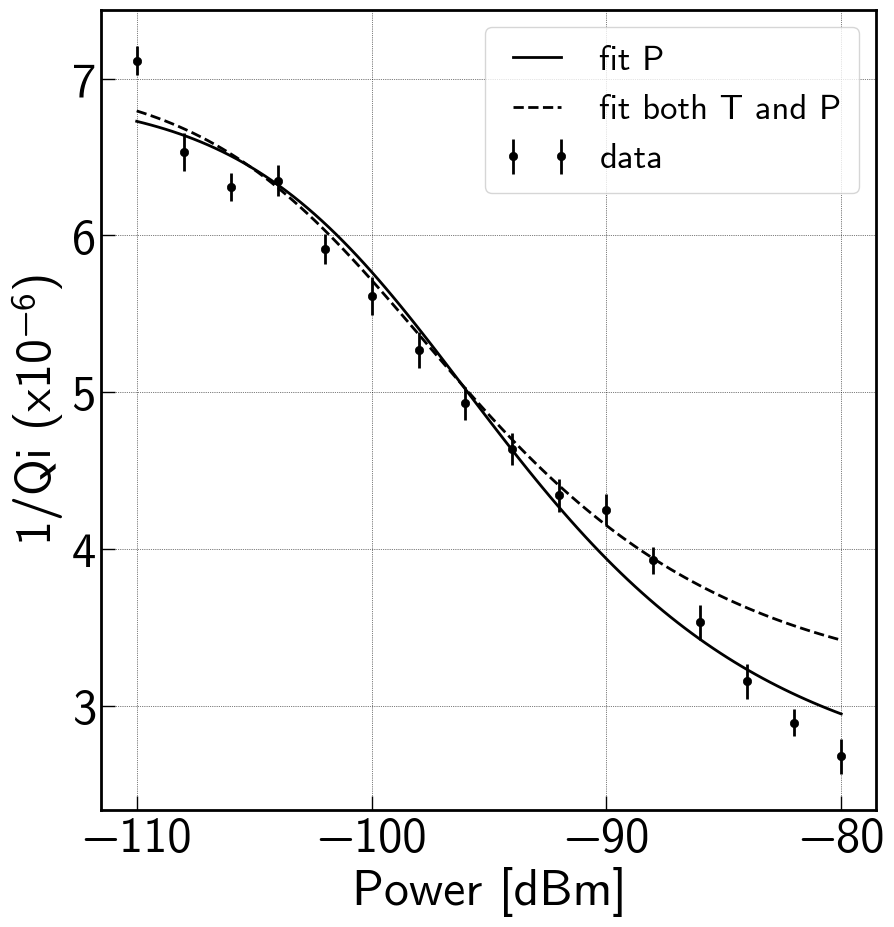 fit P
fit both T and P
data
7
6
5
4
3
1/Qi (x10⁻⁶)
−110 −100 −90 −80
Power [dBm]